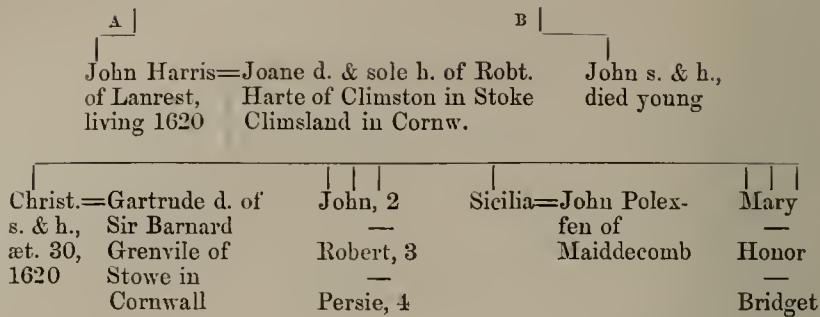 A B
John Harris=Joane d. & sole h. of Robt. John s. & h.,
of Lanrest, Harte of Climston in Stoke died young
living 1620 Climsland in Cornw.
Christ.=Gartrude d. of John, 2 Sicilia=John Polex- Mary
s. & h., Sir Barnard — fen of —
æt. 30, Grenvile of Robert, 3 Maiddecomb Honor
1620 Stowe in — —
Cornwall Persie, 4 Bridget